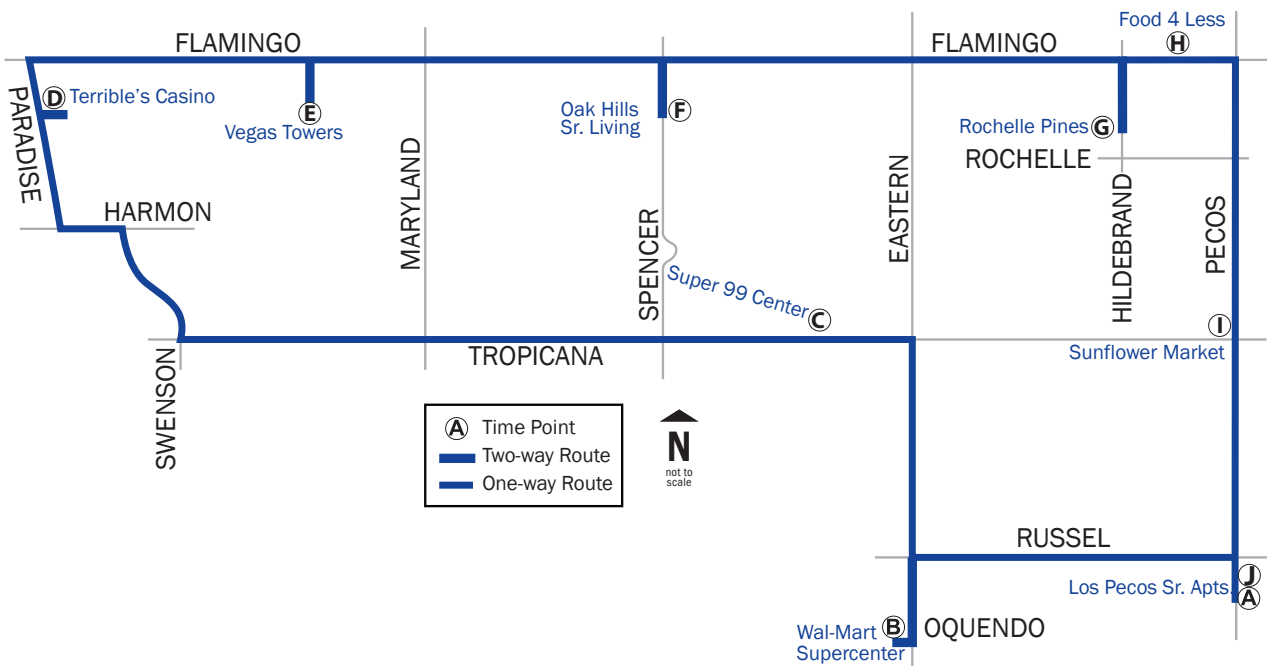 Food 4 Less
H
FLAMINGO
FLAMINGO
D
Terrible's Casino
PARADISE
E
Vegas Towers
Oak Hills
Sr. Living
F
Rochelle Pines
G
ROCHELLE
MARYLAND
EASTERN
HILDEBRAND
PECOS
HARMON
SPENCER
Super 99 Center
C
I
Sunflower Market
TROPICANA
SWENSON
A Time Point
Two-way Route
One-way Route
N
not to
scale
RUSSEL
J
Los Pecos Sr. Apts.
A
B
OQUENDO
Wal-Mart
Supercenter